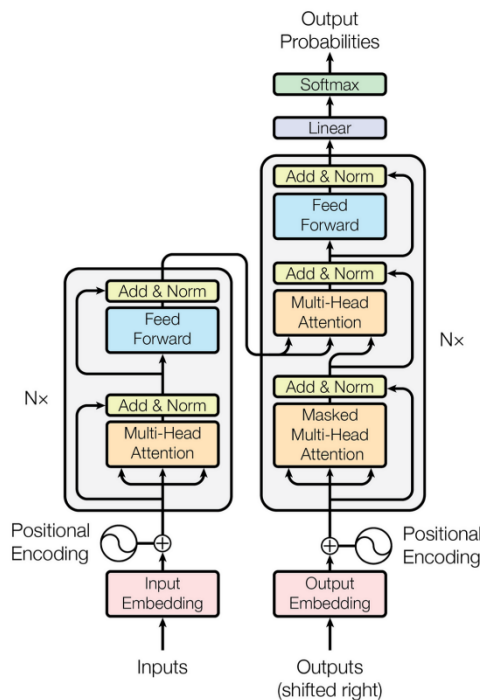 Output
Probabilities
Softmax
Linear
Add & Norm
Feed
Forward
Add & Norm
Multi-Head
Attention
Add & Norm
Masked
Multi-Head
Attention
N×
Add & Norm
Feed
Forward
Add & Norm
Multi-Head
Attention
N×
Positional
Encoding
Positional
Encoding
Input
Embedding
Output
Embedding
Inputs
Outputs
(shifted right)